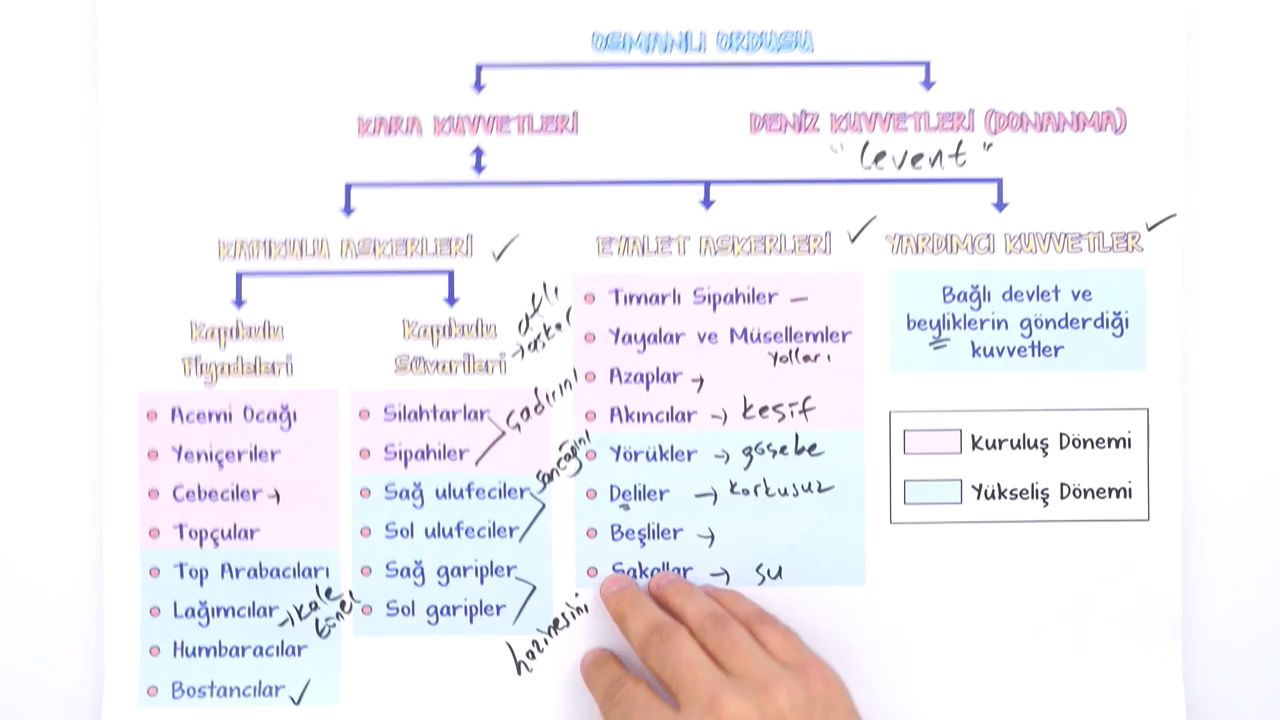 OSMANLI ORDUSU
KARA KUVVETLERİ
DENİZ KUVVETLERİ (DONANMA)
"levent"
KAPIKULU ASKERLERİ
EYALET ASKERLERİ
YARDIMCI KUVVETLER
Kapıkulu
Piyadeleri
Acemi Ocağı
Yeniçeriler
Cebeciler →
Topçular
Top Arabacıları
Lağımcılar → kale
tünel
Humbaracılar
Bostancılar
Kapıkulu
Süvarileri
→ atlı
asker
Silahtarlar
Sipahiler
çadırını
Sağ ulufeciler
Sol ulufeciler
sancağını
Sağ garipler
Sol garipler
hazinesini
Tımarlı Sipahiler –
Yayalar ve Müsellemler
Yolları
Azaplar →
Akıncılar → keşif
Yörükler → göçebe
Deliler → korkusuz
Beşliler →
Sakallar → su
Bağlı devlet ve
beyliklerin gönderdiği
kuvvetler
Kuruluş Dönemi
Yükseliş Dönemi